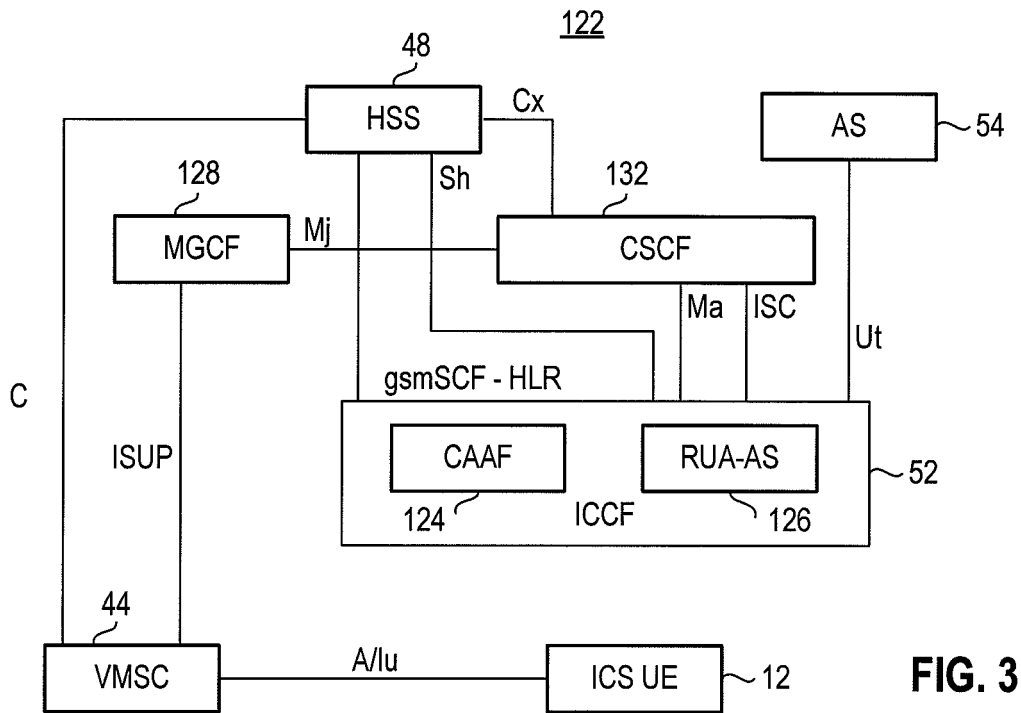 122
48
HSS
Cx
AS
54
Sh
128
132
MGCF
Mj
CSCF
Ma
ISC
Ut
gsmSCF - HLR
C
ISUP
CAAF
RUA-AS
52
124
ICCF
126
44
VMSC
A/Iu
ICS UE
12
FIG. 3